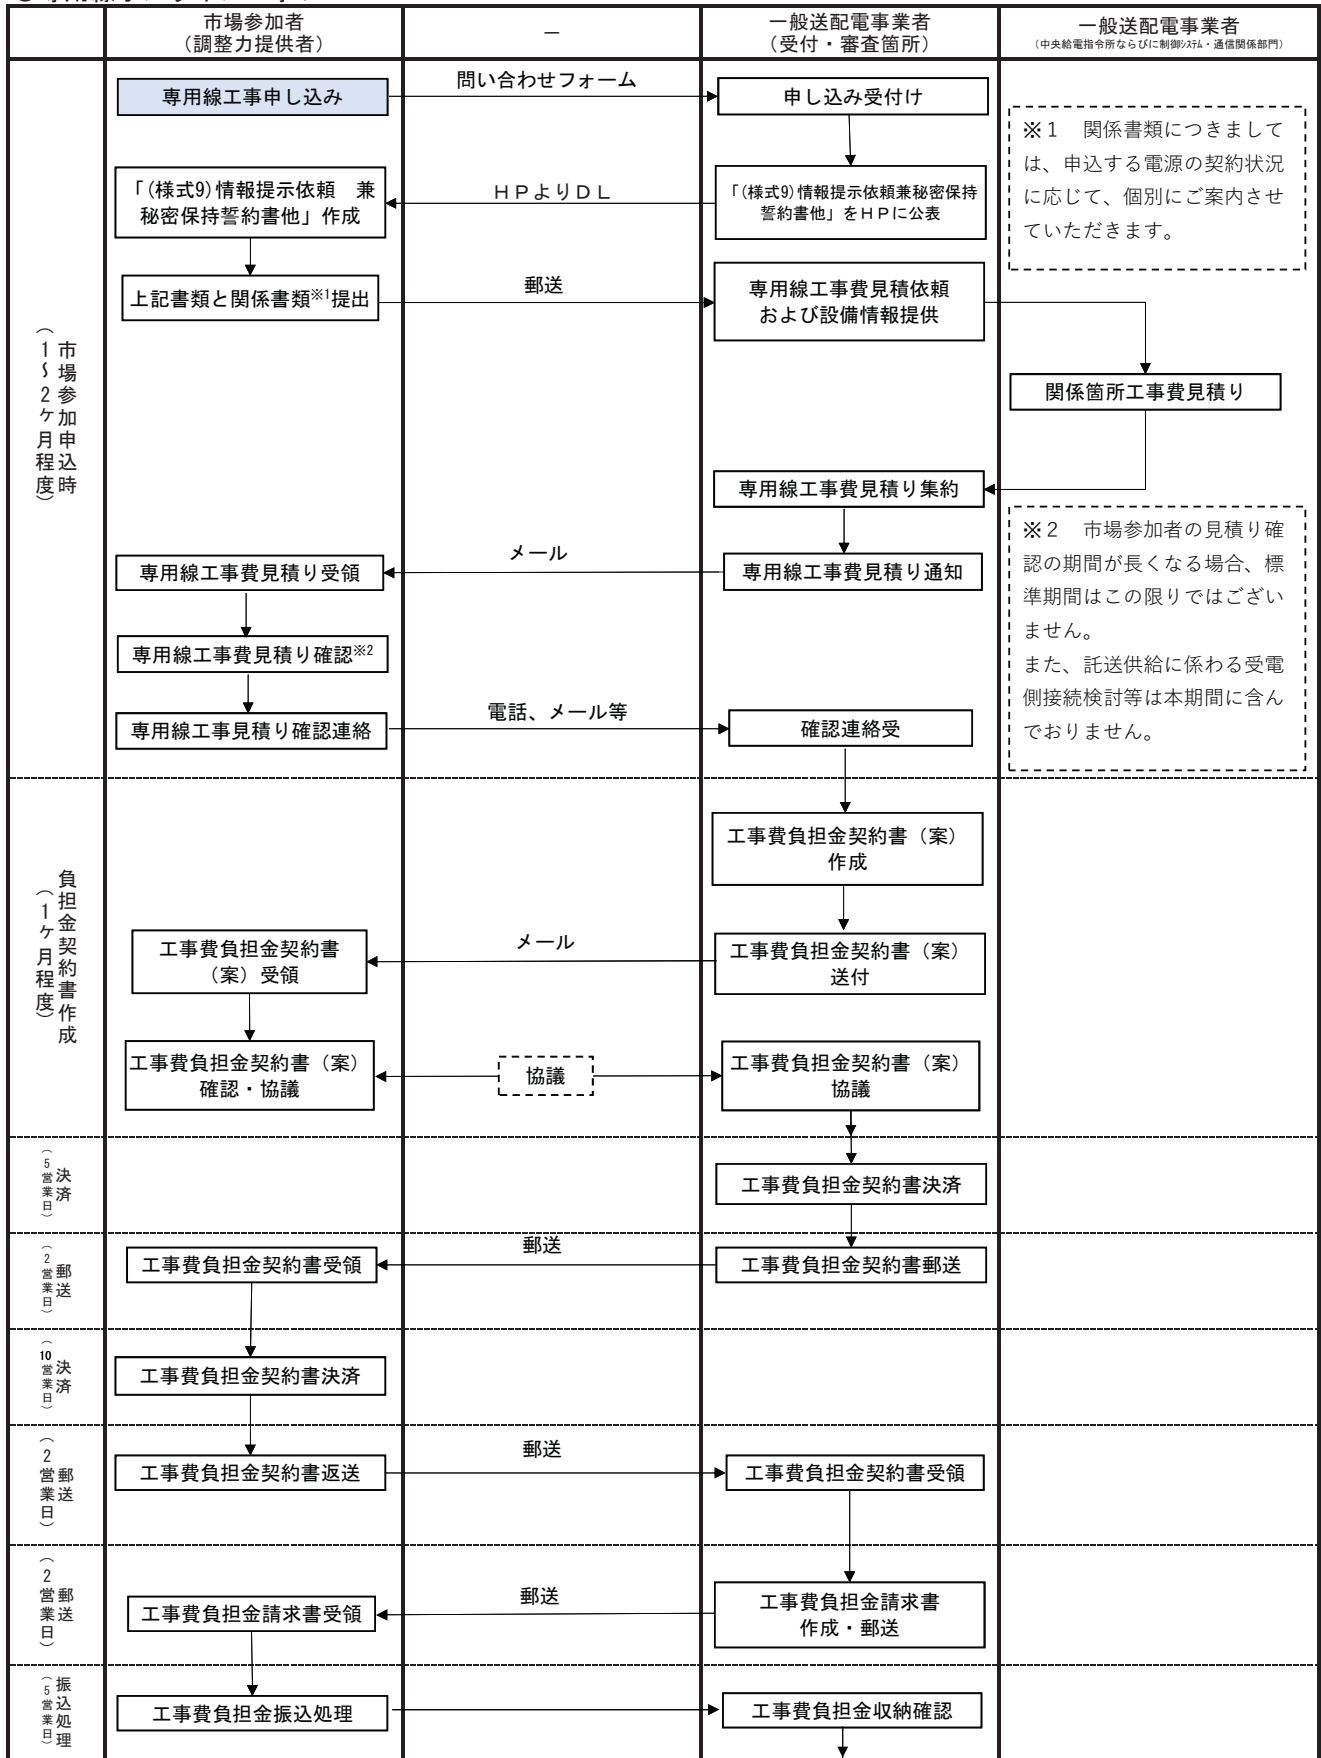 市場参加者
(調整力提供者)
―
一般送配電事業者
(受付・審査箇所)
一般送配電事業者
(中央給電指令所ならびに制御システム・通信関係部門)
市場参加申込時
(1～2ヶ月程度)
専用線工事申し込み
問い合わせフォーム
申し込み受付け
※1　関係書類につきまして
は、申込する電源の契約状況
に応じて、個別にご案内させ
ていただきます。
「(様式9)情報提示依頼　兼
秘密保持誓約書他」作成
ＨＰよりＤＬ
「(様式9)情報提示依頼兼秘密保持
誓約書他」をＨＰに公表
上記書類と関係書類※1提出
郵送
専用線工事費見積依頼
および設備情報提供
関係箇所工事費見積り
専用線工事費見積り集約
※2　市場参加者の見積り確
認の期間が長くなる場合、標
準期間はこの限りではござい
ません。
また、託送供給に係わる受電
側接続検討等は本期間に含ん
でおりません。
専用線工事費見積り受領
メール
専用線工事費見積り通知
専用線工事費見積り確認※2
専用線工事見積り確認連絡
電話、メール等
確認連絡受
負担金契約書作成
(1ヶ月程度)
工事費負担金契約書（案）
作成
工事費負担金契約書
（案）受領
メール
工事費負担金契約書（案）
送付
工事費負担金契約書（案）
確認・協議
協議
工事費負担金契約書（案）
協議
決済
(5営業日)
工事費負担金契約書決済
郵送
(2営業日)
工事費負担金契約書受領
郵送
工事費負担金契約書郵送
決済
(10営業日)
工事費負担金契約書決済
郵送
(2営業日)
工事費負担金契約書返送
郵送
工事費負担金契約書受領
郵送
(2営業日)
工事費負担金請求書受領
郵送
工事費負担金請求書
作成・郵送
振込処理
(5営業日)
工事費負担金振込処理
工事費負担金収納確認